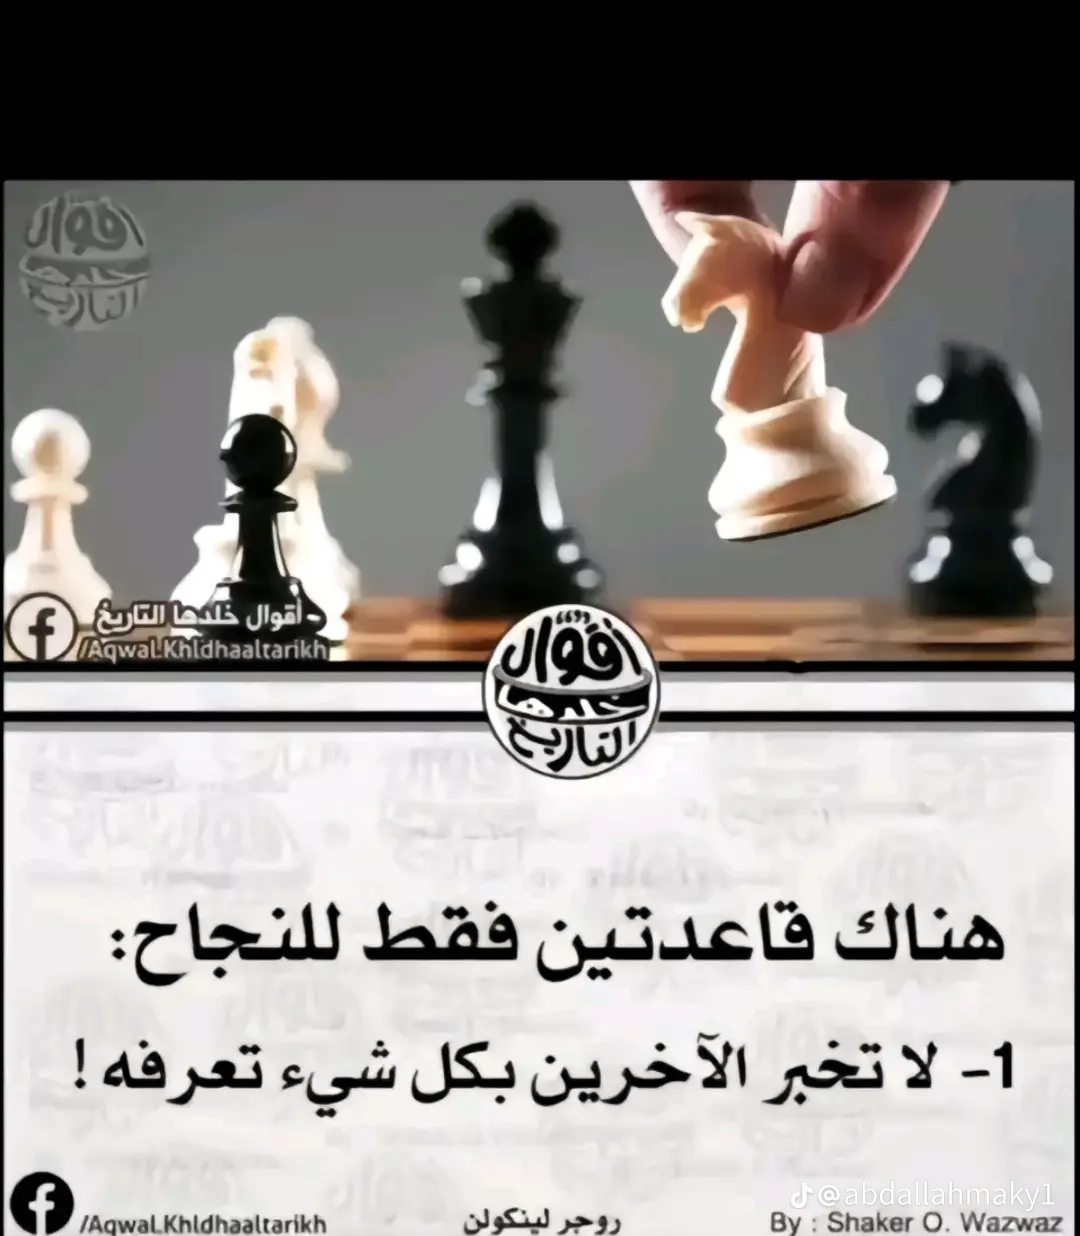 أقوال
خلدها
التاريخ
- أقوال خلدها التاريخ
/Aqwal.Khldhaaltarikh
أقوال
خلدها
التاريخ
هناك قاعدتين فقط للنجاح:
1- لا تخبر الآخرين بكل شيء تعرفه !
@abdallahmaky1
/Aqwal.Khldhaaltarikh
روجر لينكولن
By : Shaker O. Wazwaz